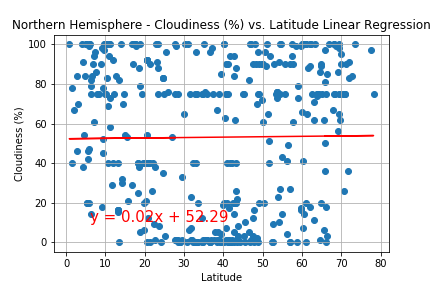 Northern Hemisphere - Cloudiness (%) vs. Latitude Linear Regression
Cloudiness (%)
100
80
60
40
20
0
y = 0.02x + 52.29
0 10 20 30 40 50 60 70 80
Latitude